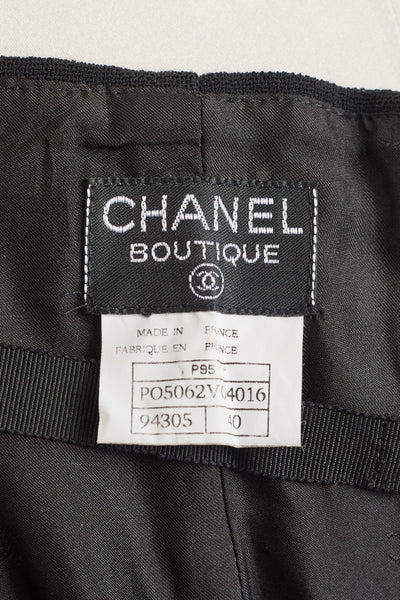 CHANEL
BOUTIQUE
MADE IN FRANCE
FABRIQUE EN FRANCE
P95
PO5062V04016
94305 40